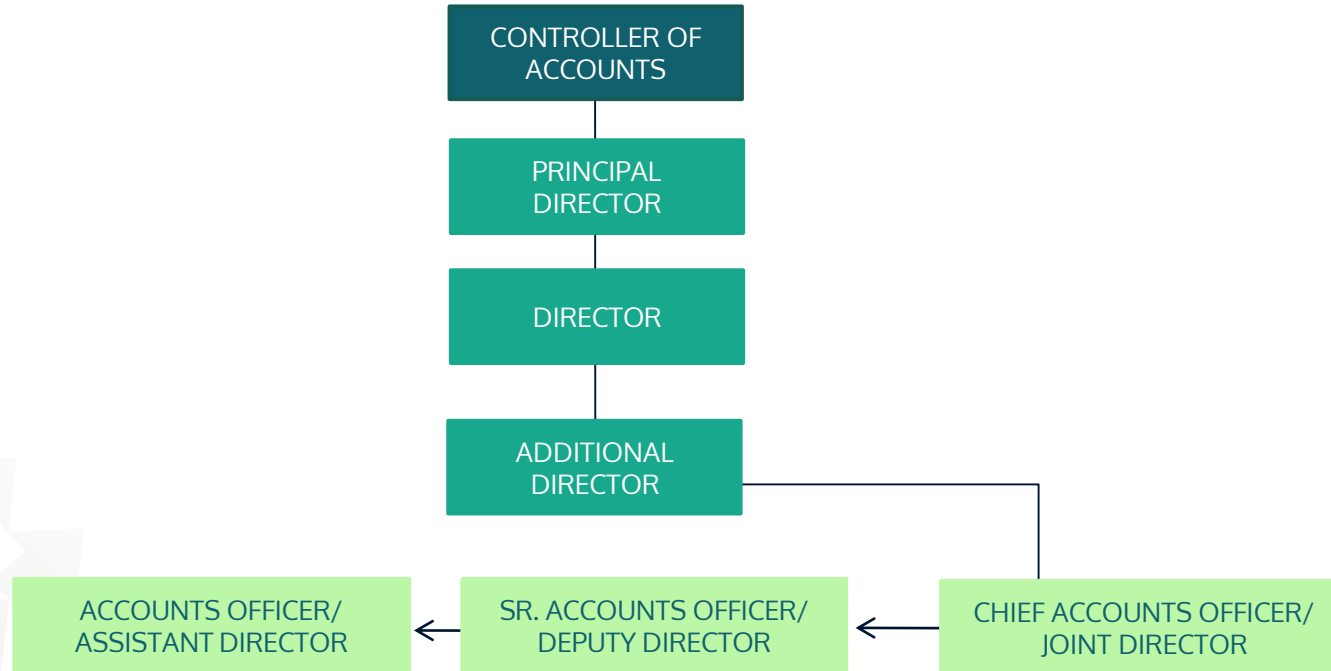 CONTROLLER OF
ACCOUNTS
PRINCIPAL
DIRECTOR
DIRECTOR
ADDITIONAL
DIRECTOR
ACCOUNTS OFFICER/
ASSISTANT DIRECTOR
SR. ACCOUNTS OFFICER/
DEPUTY DIRECTOR
CHIEF ACCOUNTS OFFICER/
JOINT DIRECTOR